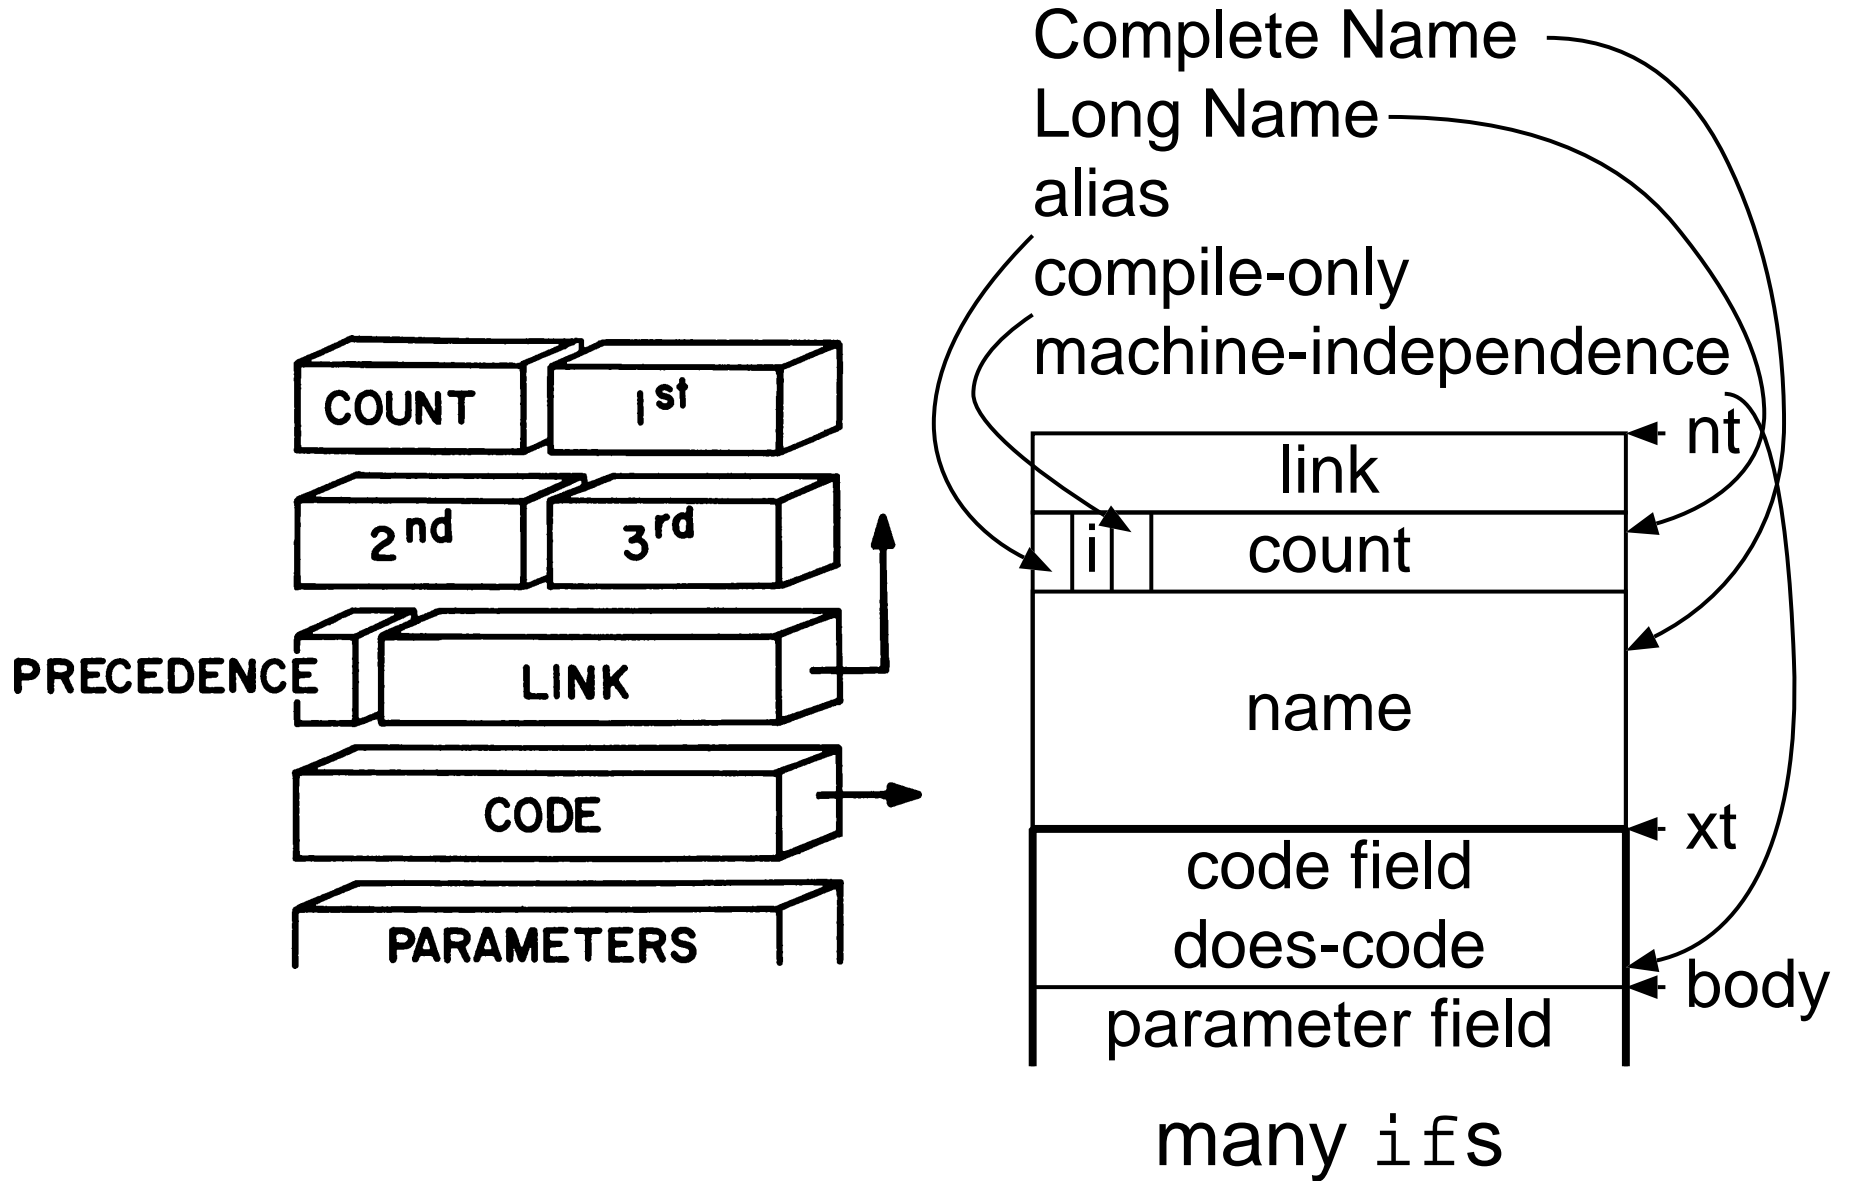 COUNT 1st
2nd 3rd
PRECEDENCE LINK
CODE
PARAMETERS
Complete Name
Long Name
alias
compile-only
machine-independence
nt
link
i count
name
xt
code field
does-code
body
parameter field
many ifs